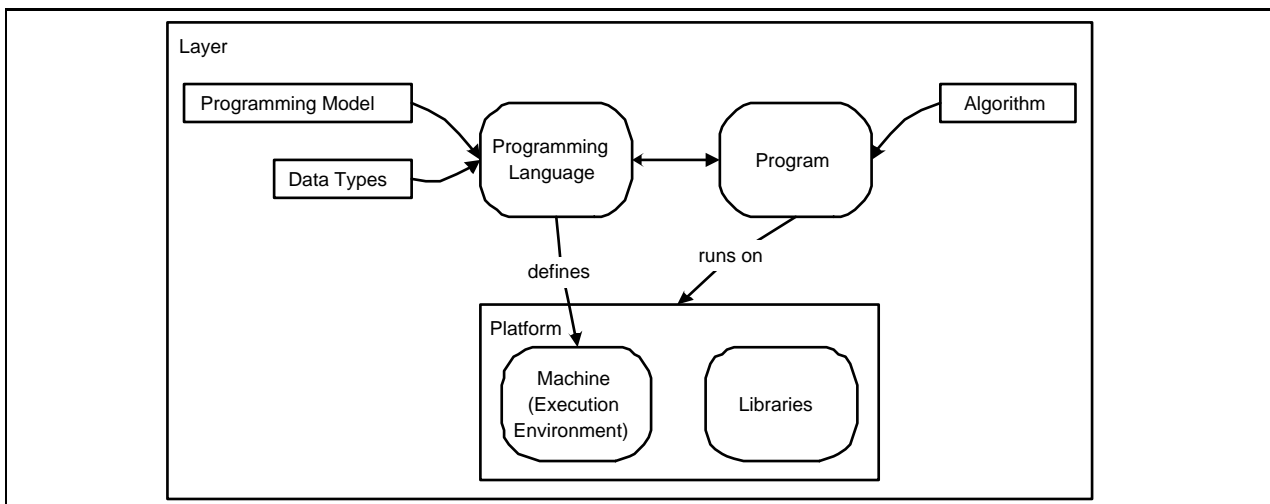 Layer
Programming Model
Algorithm
Programming
Language
Program
Data Types
defines
runs on
Platform
Machine
(Execution
Environment)
Libraries